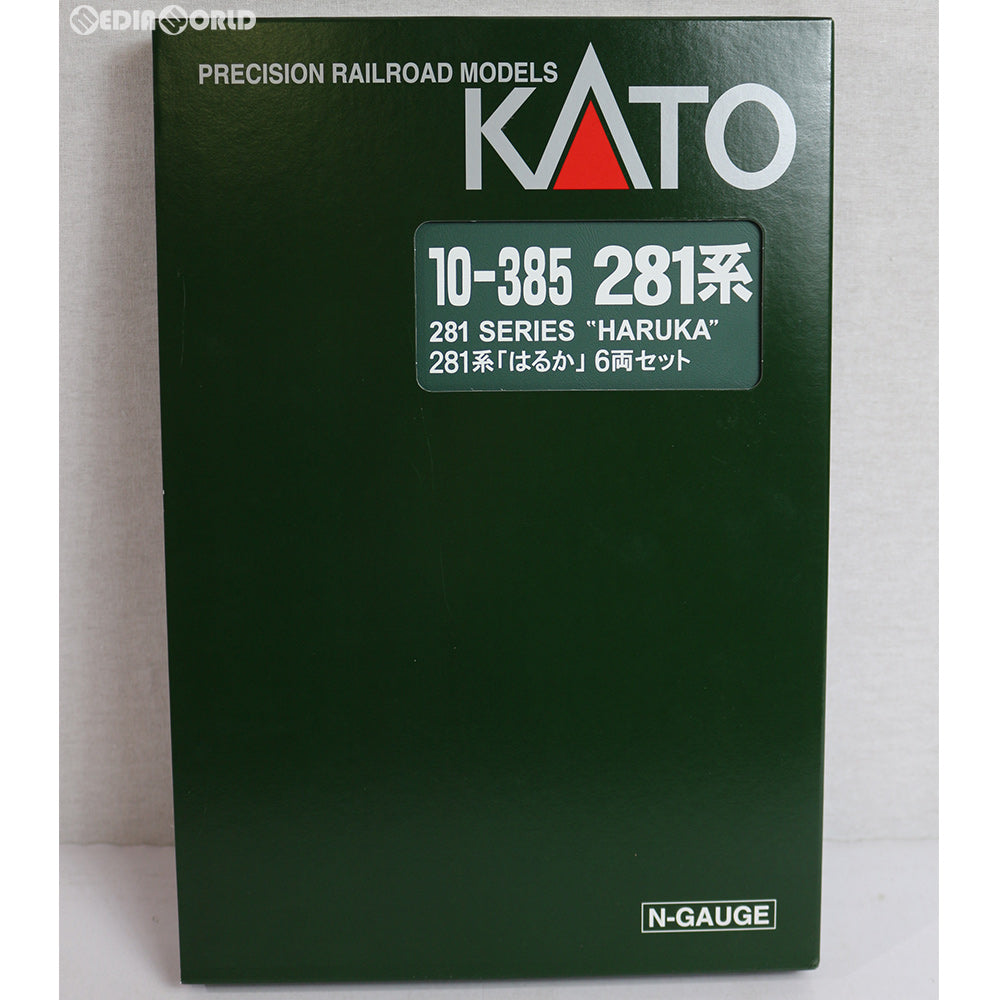 MEDIAWORLD
PRECISION RAILROAD MODELS
KATO
10-385 281系
281 SERIES "HARUKA"
281系「はるか」6両セット
N-GAUGE